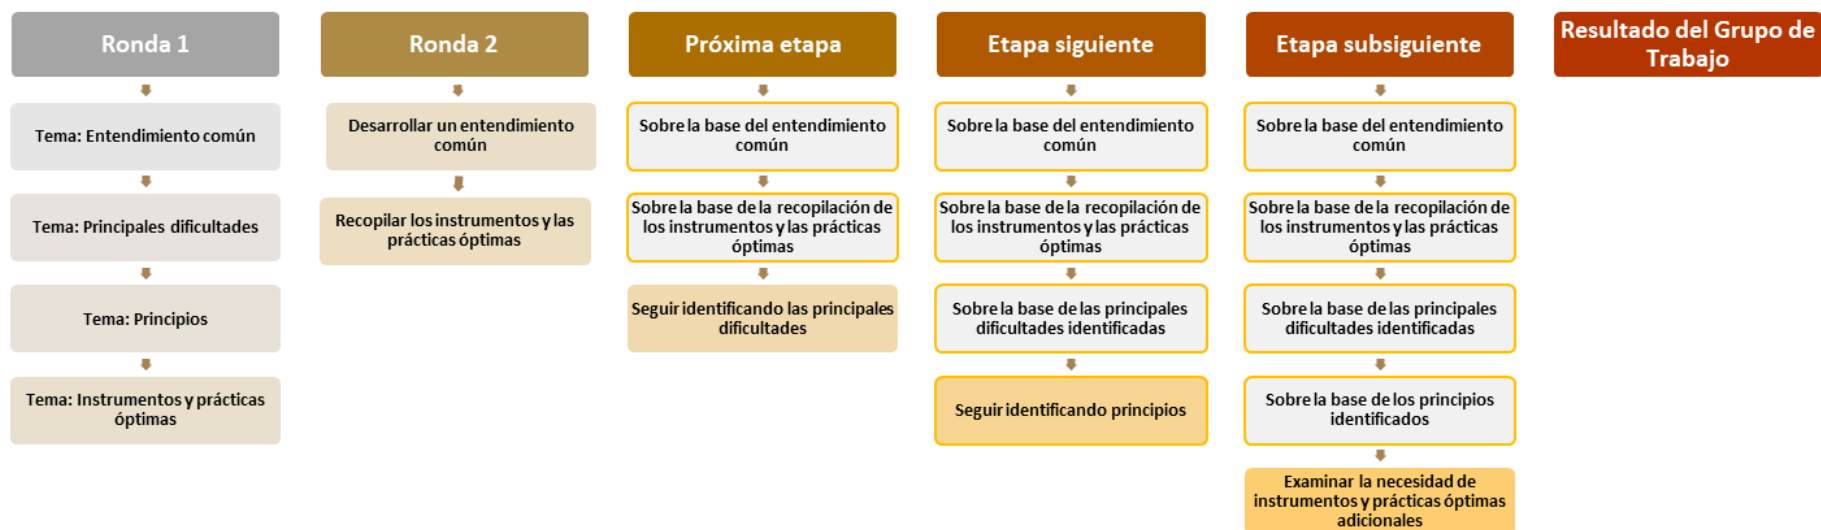 Ronda 1
Tema: Entendimiento común
Tema: Principales dificultades
Tema: Principios
Tema: Instrumentos y prácticas
óptimas
Ronda 2
Desarrollar un entendimiento
común
Recopilar los instrumentos y las
prácticas óptimas
Próxima etapa
Sobre la base del entendimiento
común
Sobre la base de la recopilación de
los instrumentos y las prácticas
óptimas
Seguir identificando las principales
dificultades
Etapa siguiente
Sobre la base del entendimiento
común
Sobre la base de la recopilación de
los instrumentos y las prácticas
óptimas
Sobre la base de las principales
dificultades identificadas
Seguir identificando principios
Etapa subsiguiente
Sobre la base del entendimiento
común
Sobre la base de la recopilación de
los instrumentos y las prácticas
óptimas
Sobre la base de las principales
dificultades identificadas
Sobre la base de los principios
identificados
Examinar la necesidad de
instrumentos y prácticas óptimas
adicionales
Resultado del Grupo de
Trabajo